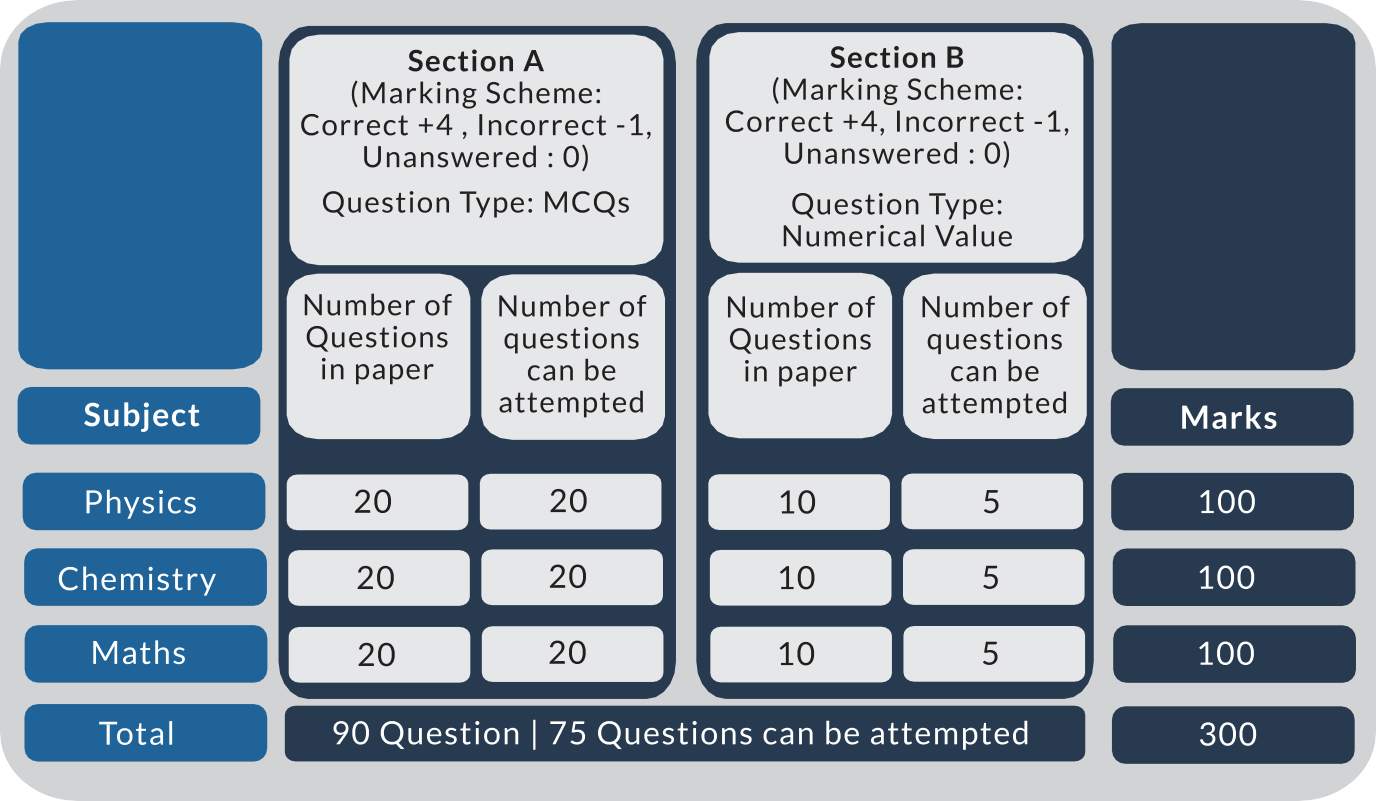 Section A
(Marking Scheme:
Correct +4 , Incorrect -1,
Unanswered : 0)
Question Type: MCQs
Section B
(Marking Scheme:
Correct +4, Incorrect -1,
Unanswered : 0)
Question Type:
Numerical Value
Number of
Questions
in paper
Number of
questions
can be
attempted
Number of
Questions
in paper
Number of
questions
can be
attempted
Subject
Marks
Physics 20 20 10 5 100
Chemistry 20 20 10 5 100
Maths 20 20 10 5 100
Total 90 Question | 75 Questions can be attempted 300